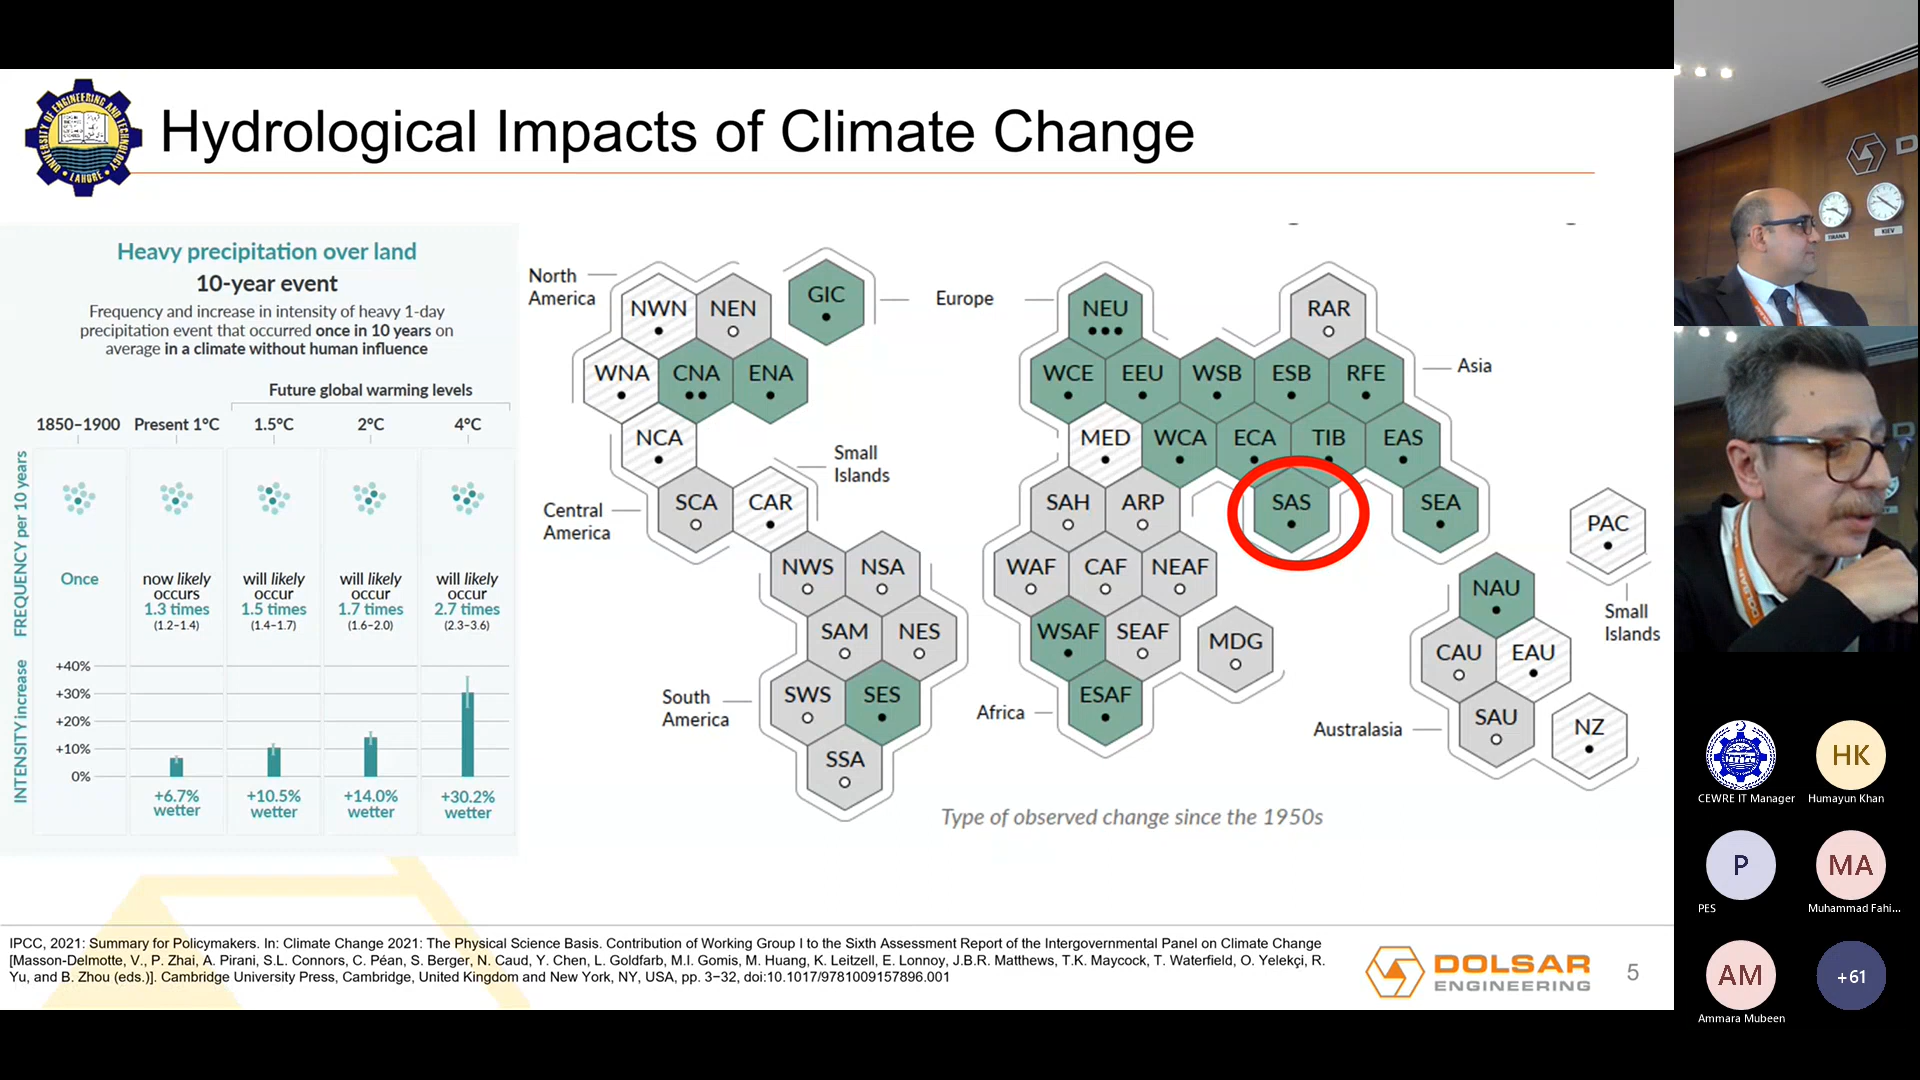 UNIVERSITY OF ENGINEERING AND TECHNOLOGY
LAHORE
Hydrological Impacts of Climate Change
Heavy precipitation over land
10-year event
Frequency and increase in intensity of heavy 1-day
precipitation event that occurred once in 10 years on
average in a climate without human influence
Future global warming levels
1850–1900 Present 1°C 1.5°C 2°C 4°C
FREQUENCY per 10 years
Once
now likely
occurs
1.3 times
(1.2–1.4)
will likely
occur
1.5 times
(1.4–1.7)
will likely
occur
1.7 times
(1.6–2.0)
will likely
occur
2.7 times
(2.3–3.6)
INTENSITY increase
+40%
+30%
+20%
+10%
0%
+6.7%
wetter
+10.5%
wetter
+14.0%
wetter
+30.2%
wetter
North
America
NWN NEN GIC
WNA CNA ENA
NCA
Small
Islands
SCA CAR
Central
America
NWS NSA
SAM NES
South
America
SWS SES
SSA
Europe
NEU RAR
WCE EEU WSB ESB RFE
Asia
MED WCA ECA TIB EAS
SAH ARP SAS SEA
WAF CAF NEAF
WSAF SEAF MDG
Africa
ESAF
PAC
Small
Islands
NAU
CAU EAU
Australasia
SAU NZ
Type of observed change since the 1950s
IPCC, 2021: Summary for Policymakers. In: Climate Change 2021: The Physical Science Basis. Contribution of Working Group I to the Sixth Assessment Report of the Intergovernmental Panel on Climate Change
[Masson-Delmotte, V., P. Zhai, A. Pirani, S.L. Connors, C. Péan, S. Berger, N. Caud, Y. Chen, L. Goldfarb, M.I. Gomis, M. Huang, K. Leitzell, E. Lonnoy, J.B.R. Matthews, T.K. Maycock, T. Waterfield, O. Yelekçi, R.
Yu, and B. Zhou (eds.)]. Cambridge University Press, Cambridge, United Kingdom and New York, NY, USA, pp. 3−32, doi:10.1017/9781009157896.001
DOLSAR
ENGINEERING
5
D
TIRANA
KIEV
DOLSAR
CEWRE IT Manager
HK
Humayun Khan
P
PES
MA
Muhammad Fahi...
AM
Ammara Mubeen
+61